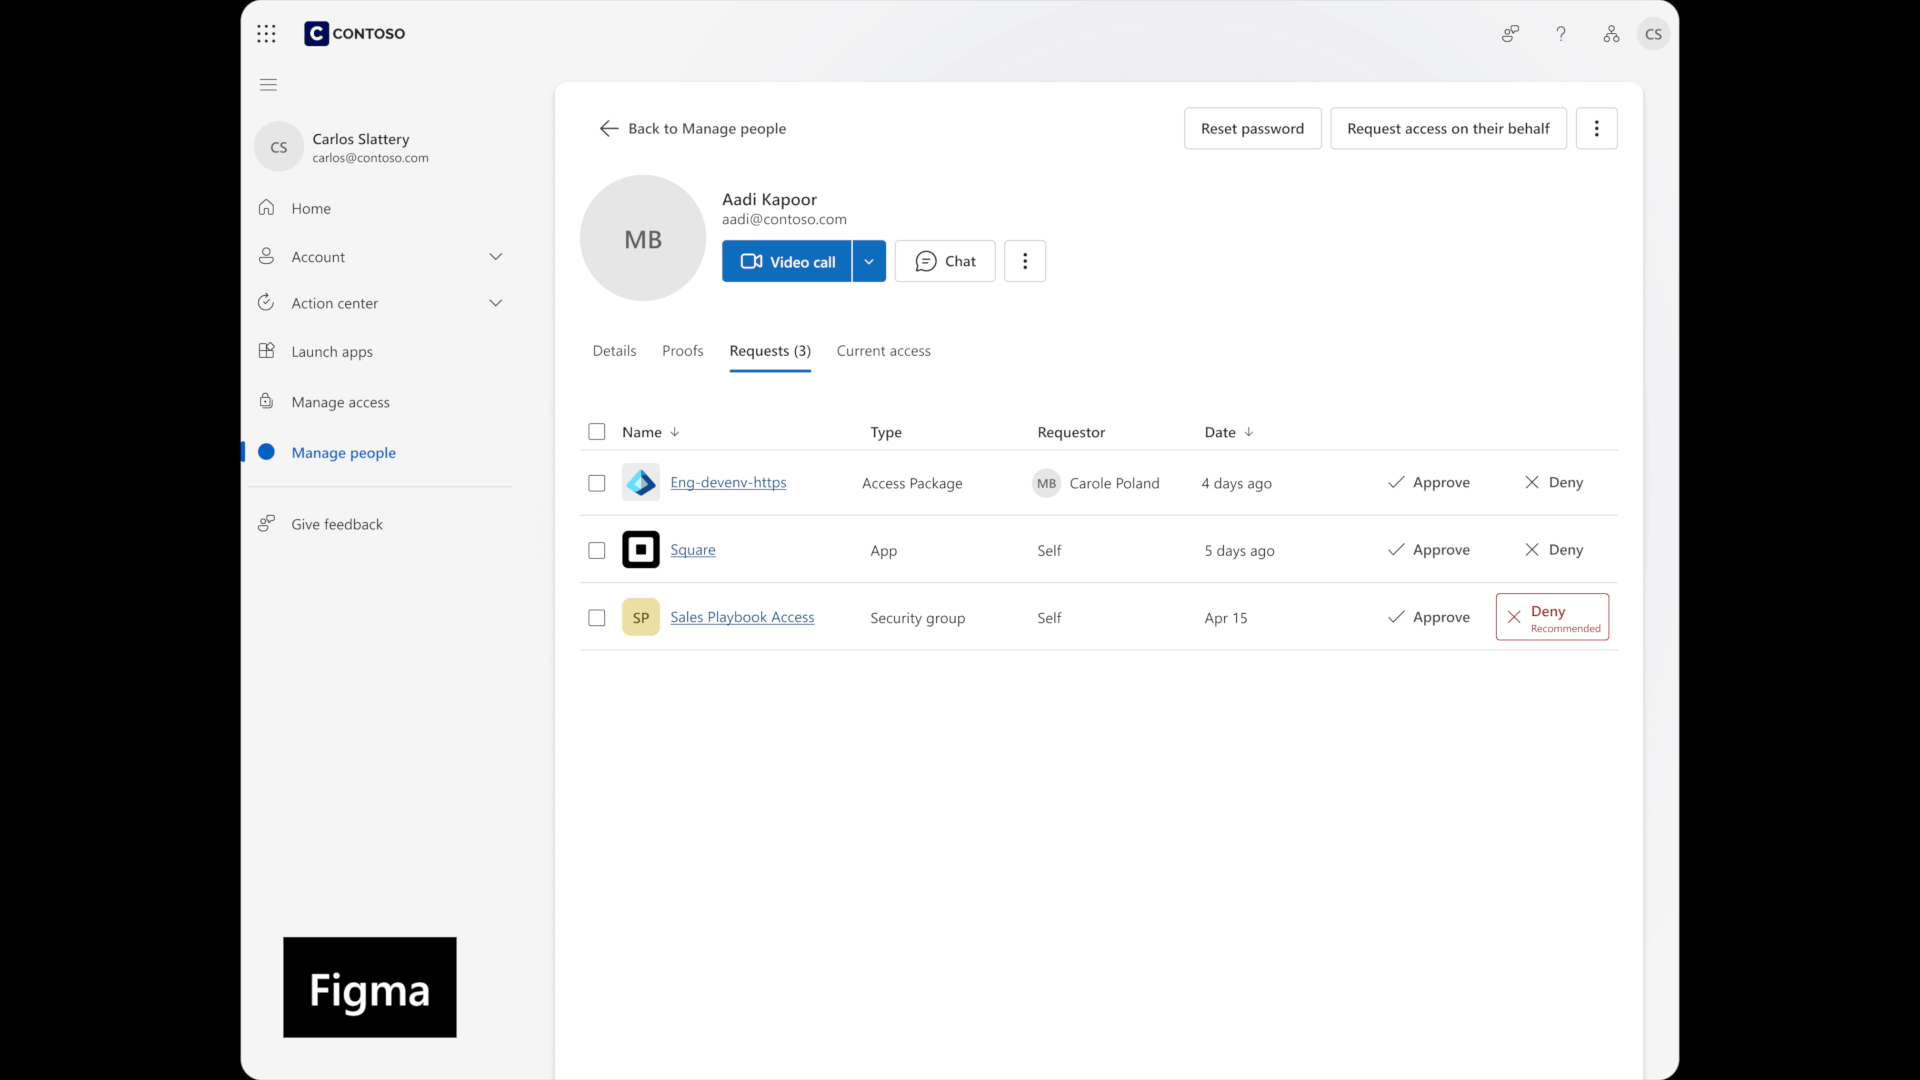 C CONTOSO
CS
CS
Carlos Slattery
carlos@contoso.com
Home
Account
Action center
Launch apps
Manage access
Manage people
Give feedback
Figma
Back to Manage people
Reset password
Request access on their behalf
MB
Aadi Kapoor
aadi@contoso.com
Video call
Chat
Details Proofs Requests (3) Current access
Name Type Requestor Date
Eng-devenv-https Access Package MB Carole Poland 4 days ago Approve Deny
Square App Self 5 days ago Approve Deny
SP Sales Playbook Access Security group Self Apr 15 Approve Deny
Recommended